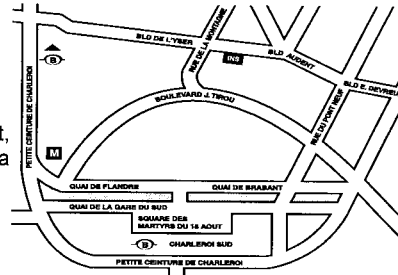 BLD DE L'YSER
RUE DE LA MONTAGNE
INS
BLD AUDENT
BLD E. DEVREU
B
PETITE CEINTURE DE CHARLEROI
BOULEVARD J. TIROU
RUE DU PONT NEUF
t,
a
M
QUAI DE FLANDRE
QUAI DE BRABANT
QUAI DE LA GARE DU SUD
SQUARE DES
MARTYRS DU 18 AOUT
B
CHARLEROI SUD
PETITE CEINTURE DE CHARLEROI